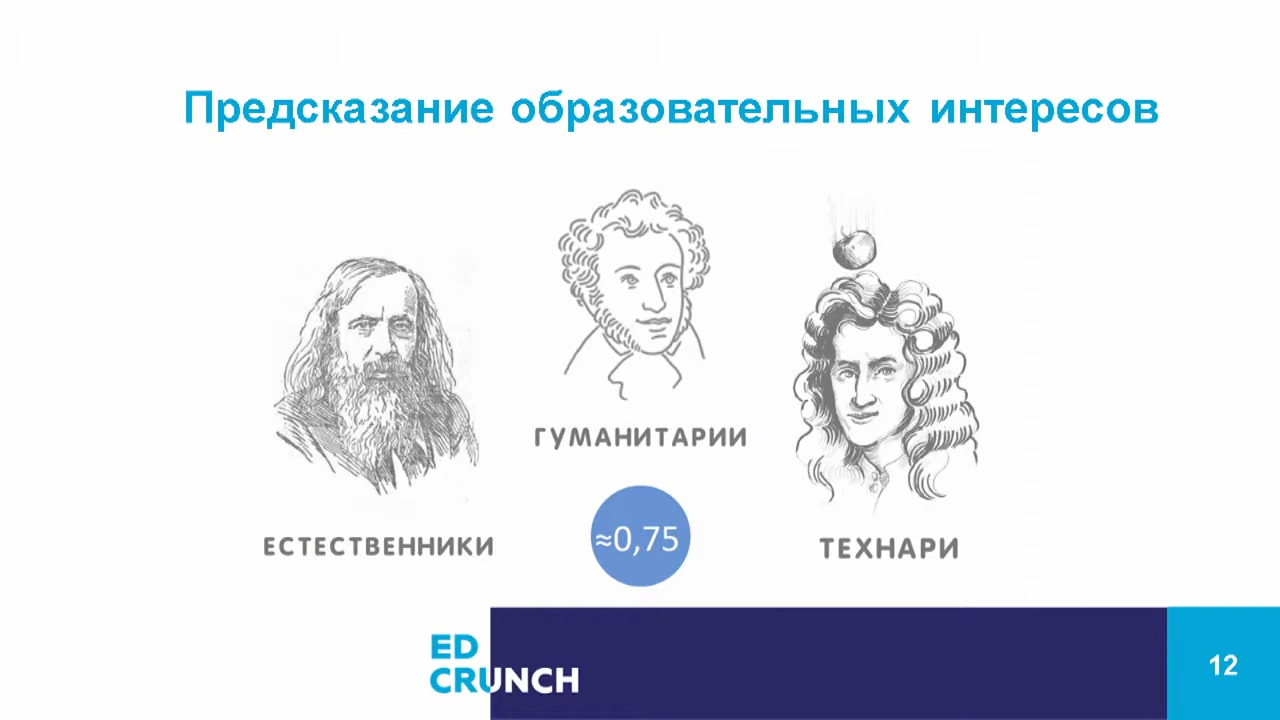 Предсказание образовательных интересов
ГУМАНИТАРИИ
ЕСТЕСТВЕННИКИ
≈0,75
ТЕХНАРИ
ED
CRUNCH
12